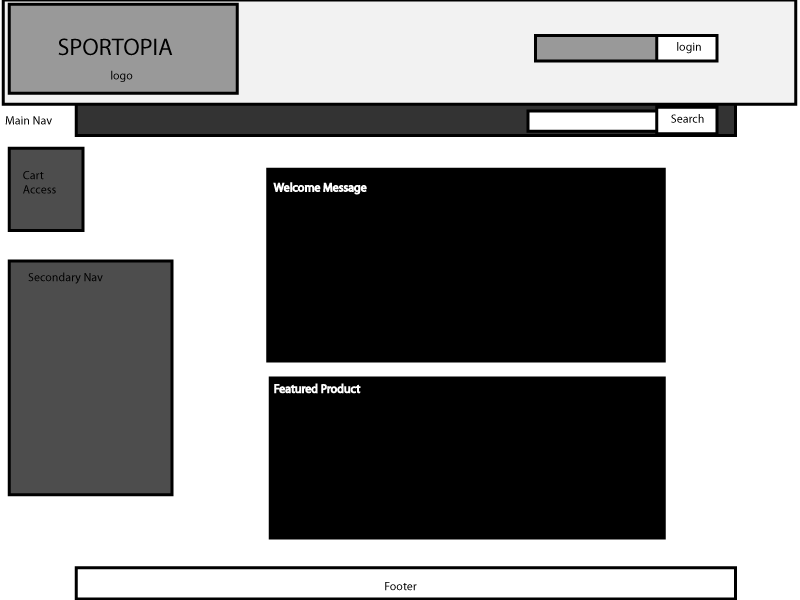 SPORTOPIA
logo
login
Main Nav
Search
Cart
Access
Welcome Message
Secondary Nav
Featured Product
Footer